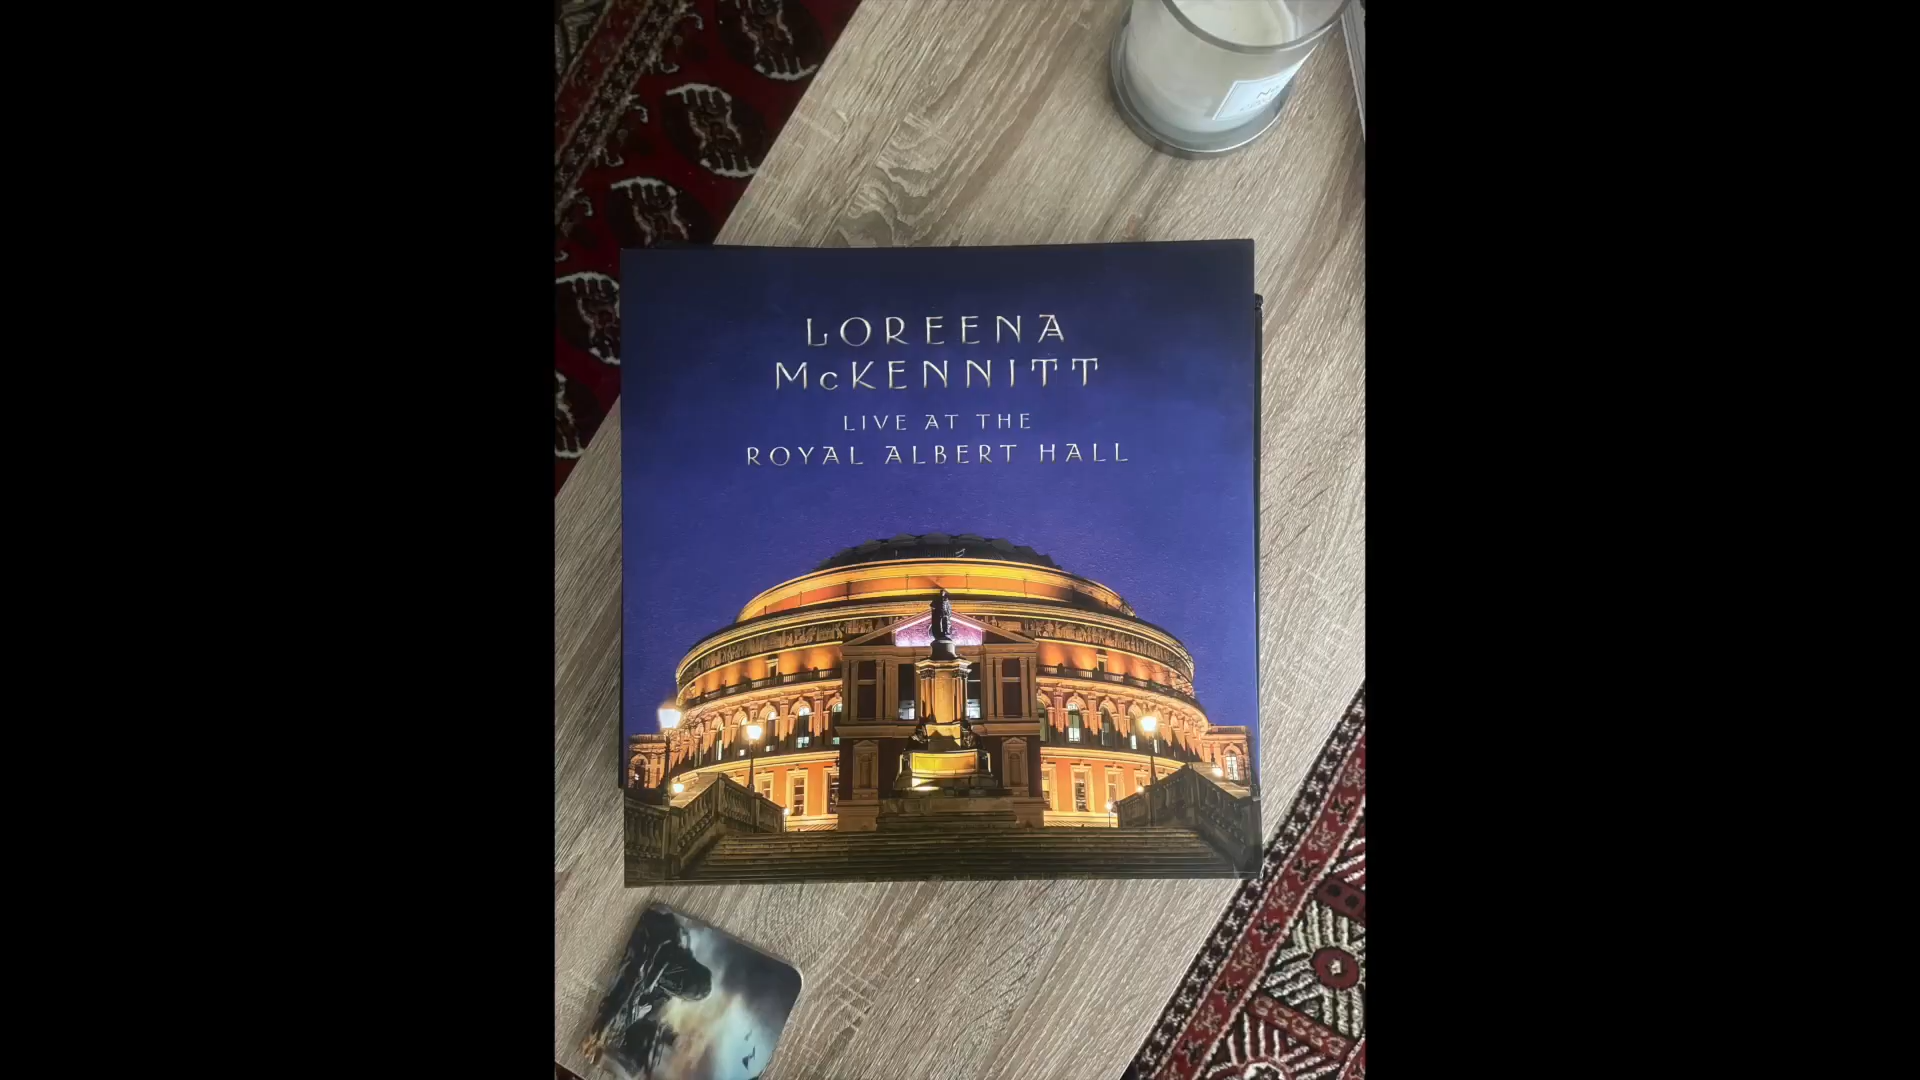 LOREENA
McKENNITT
LIVE AT THE
ROYAL ALBERT HALL